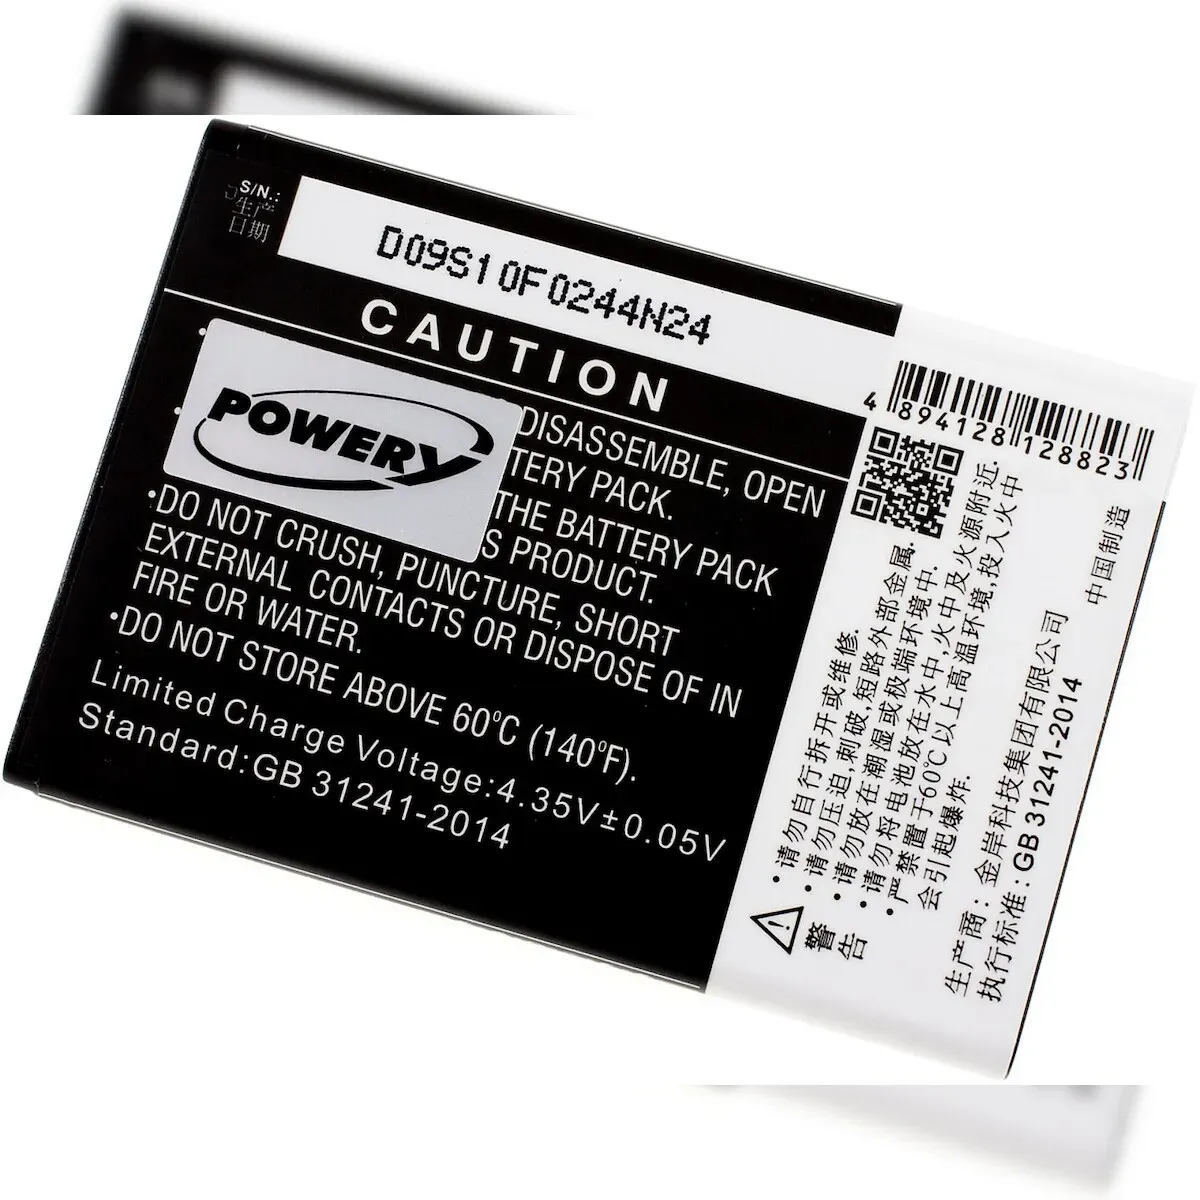 S/N.:
生产
日期
D09S10F0244N24
CAUTION
DISASSEMBLE, OPEN
TERY PACK.
THE BATTERY PACK
S PRODUCT.
POWERY
·DO NOT CRUSH, PUNCTURE, SHORT
EXTERNAL CONTACTS OR DISPOSE OF IN
FIRE OR WATER.
·DO NOT STORE ABOVE 60℃ (140℉).
Limited Charge Voltage:4.35V±0.05V
Standard:GB 31241-2014
4 894128 128823
警告
·请勿自行拆开或维修.
·请勿压迫,刺破,短路外部金属.
·请勿放在潮湿或极端环境中.
·请勿将电池放在水中,火中及火源附近.
·严禁置于60℃以上高温环境,投入火中
会引起爆炸.
生产商: 金岸科技集团有限公司
执行标准: GB 31241-2014
中国制造